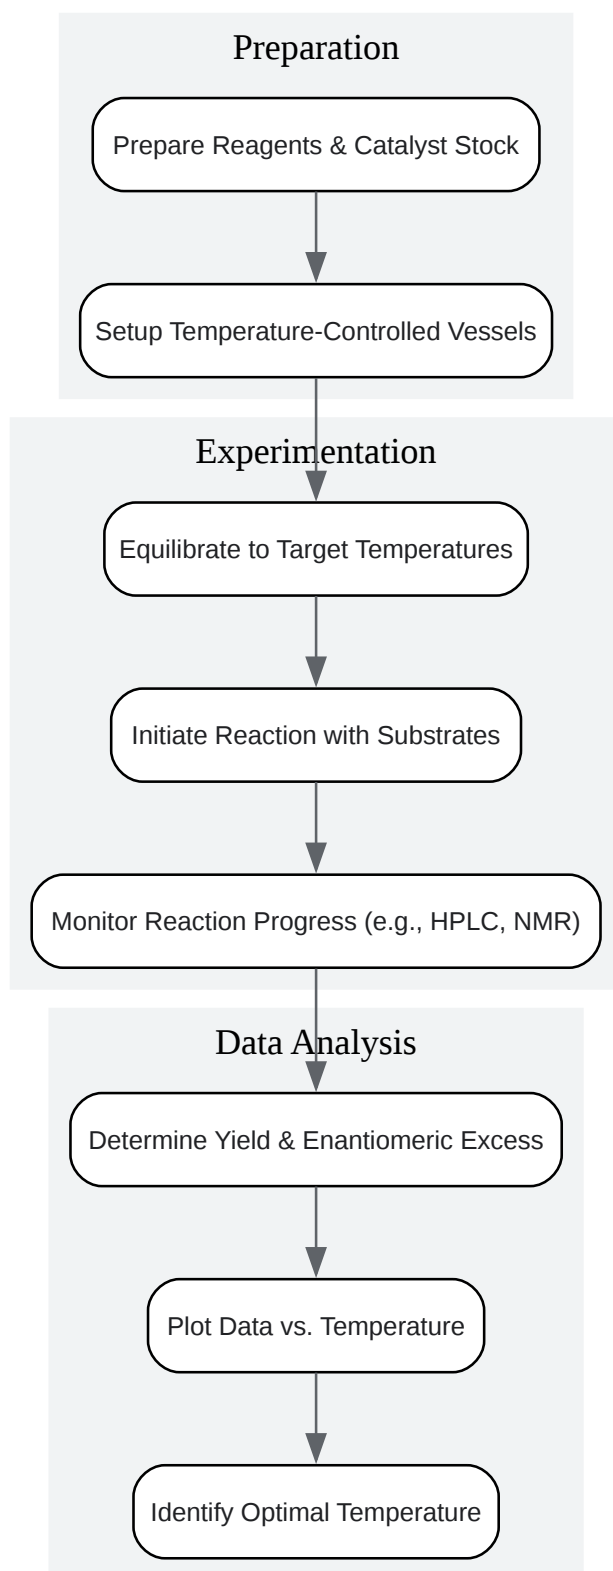 Preparation
Prepare Reagents & Catalyst Stock
Setup Temperature-Controlled Vessels
Experimentation
Equilibrate to Target Temperatures
Initiate Reaction with Substrates
Monitor Reaction Progress (e.g., HPLC, NMR)
Data Analysis
Determine Yield & Enantiomeric Excess
Plot Data vs. Temperature
Identify Optimal Temperature